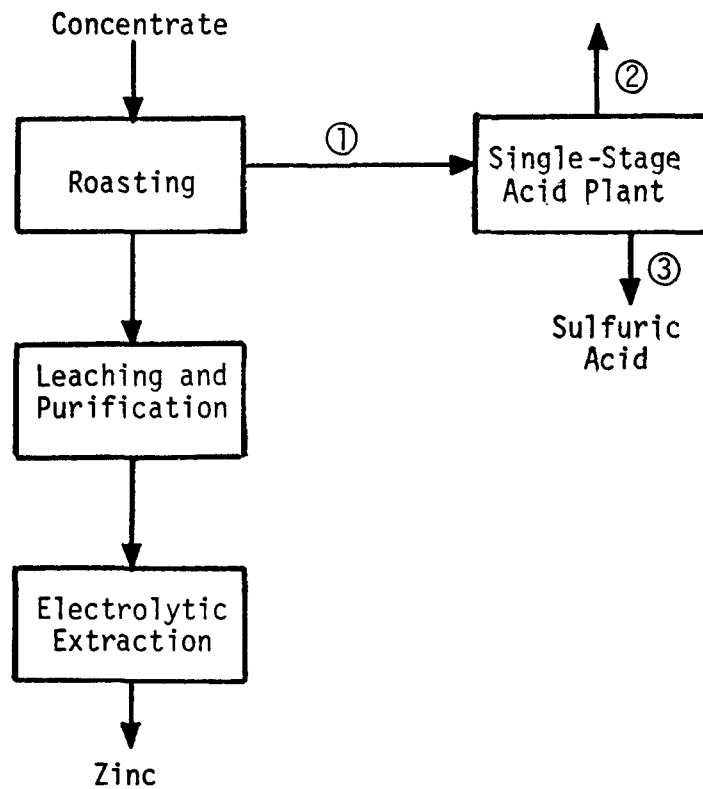 Concentrate
Roasting
①
②
Single-Stage
Acid Plant
③
Sulfuric
Acid
Leaching and
Purification
Electrolytic
Extraction
Zinc